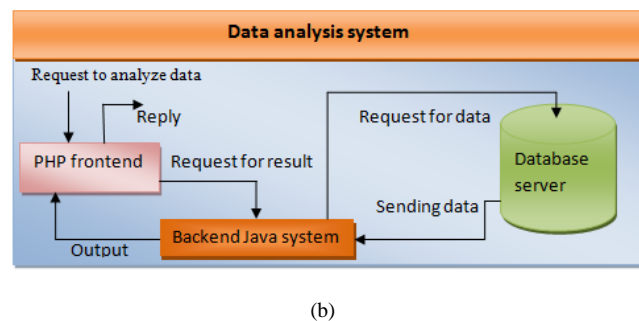 Data analysis system
Request to analyze data
Reply
Request for data
PHP frontend
Request for result
Database
server
Sending data
Backend Java system
Output
(b)